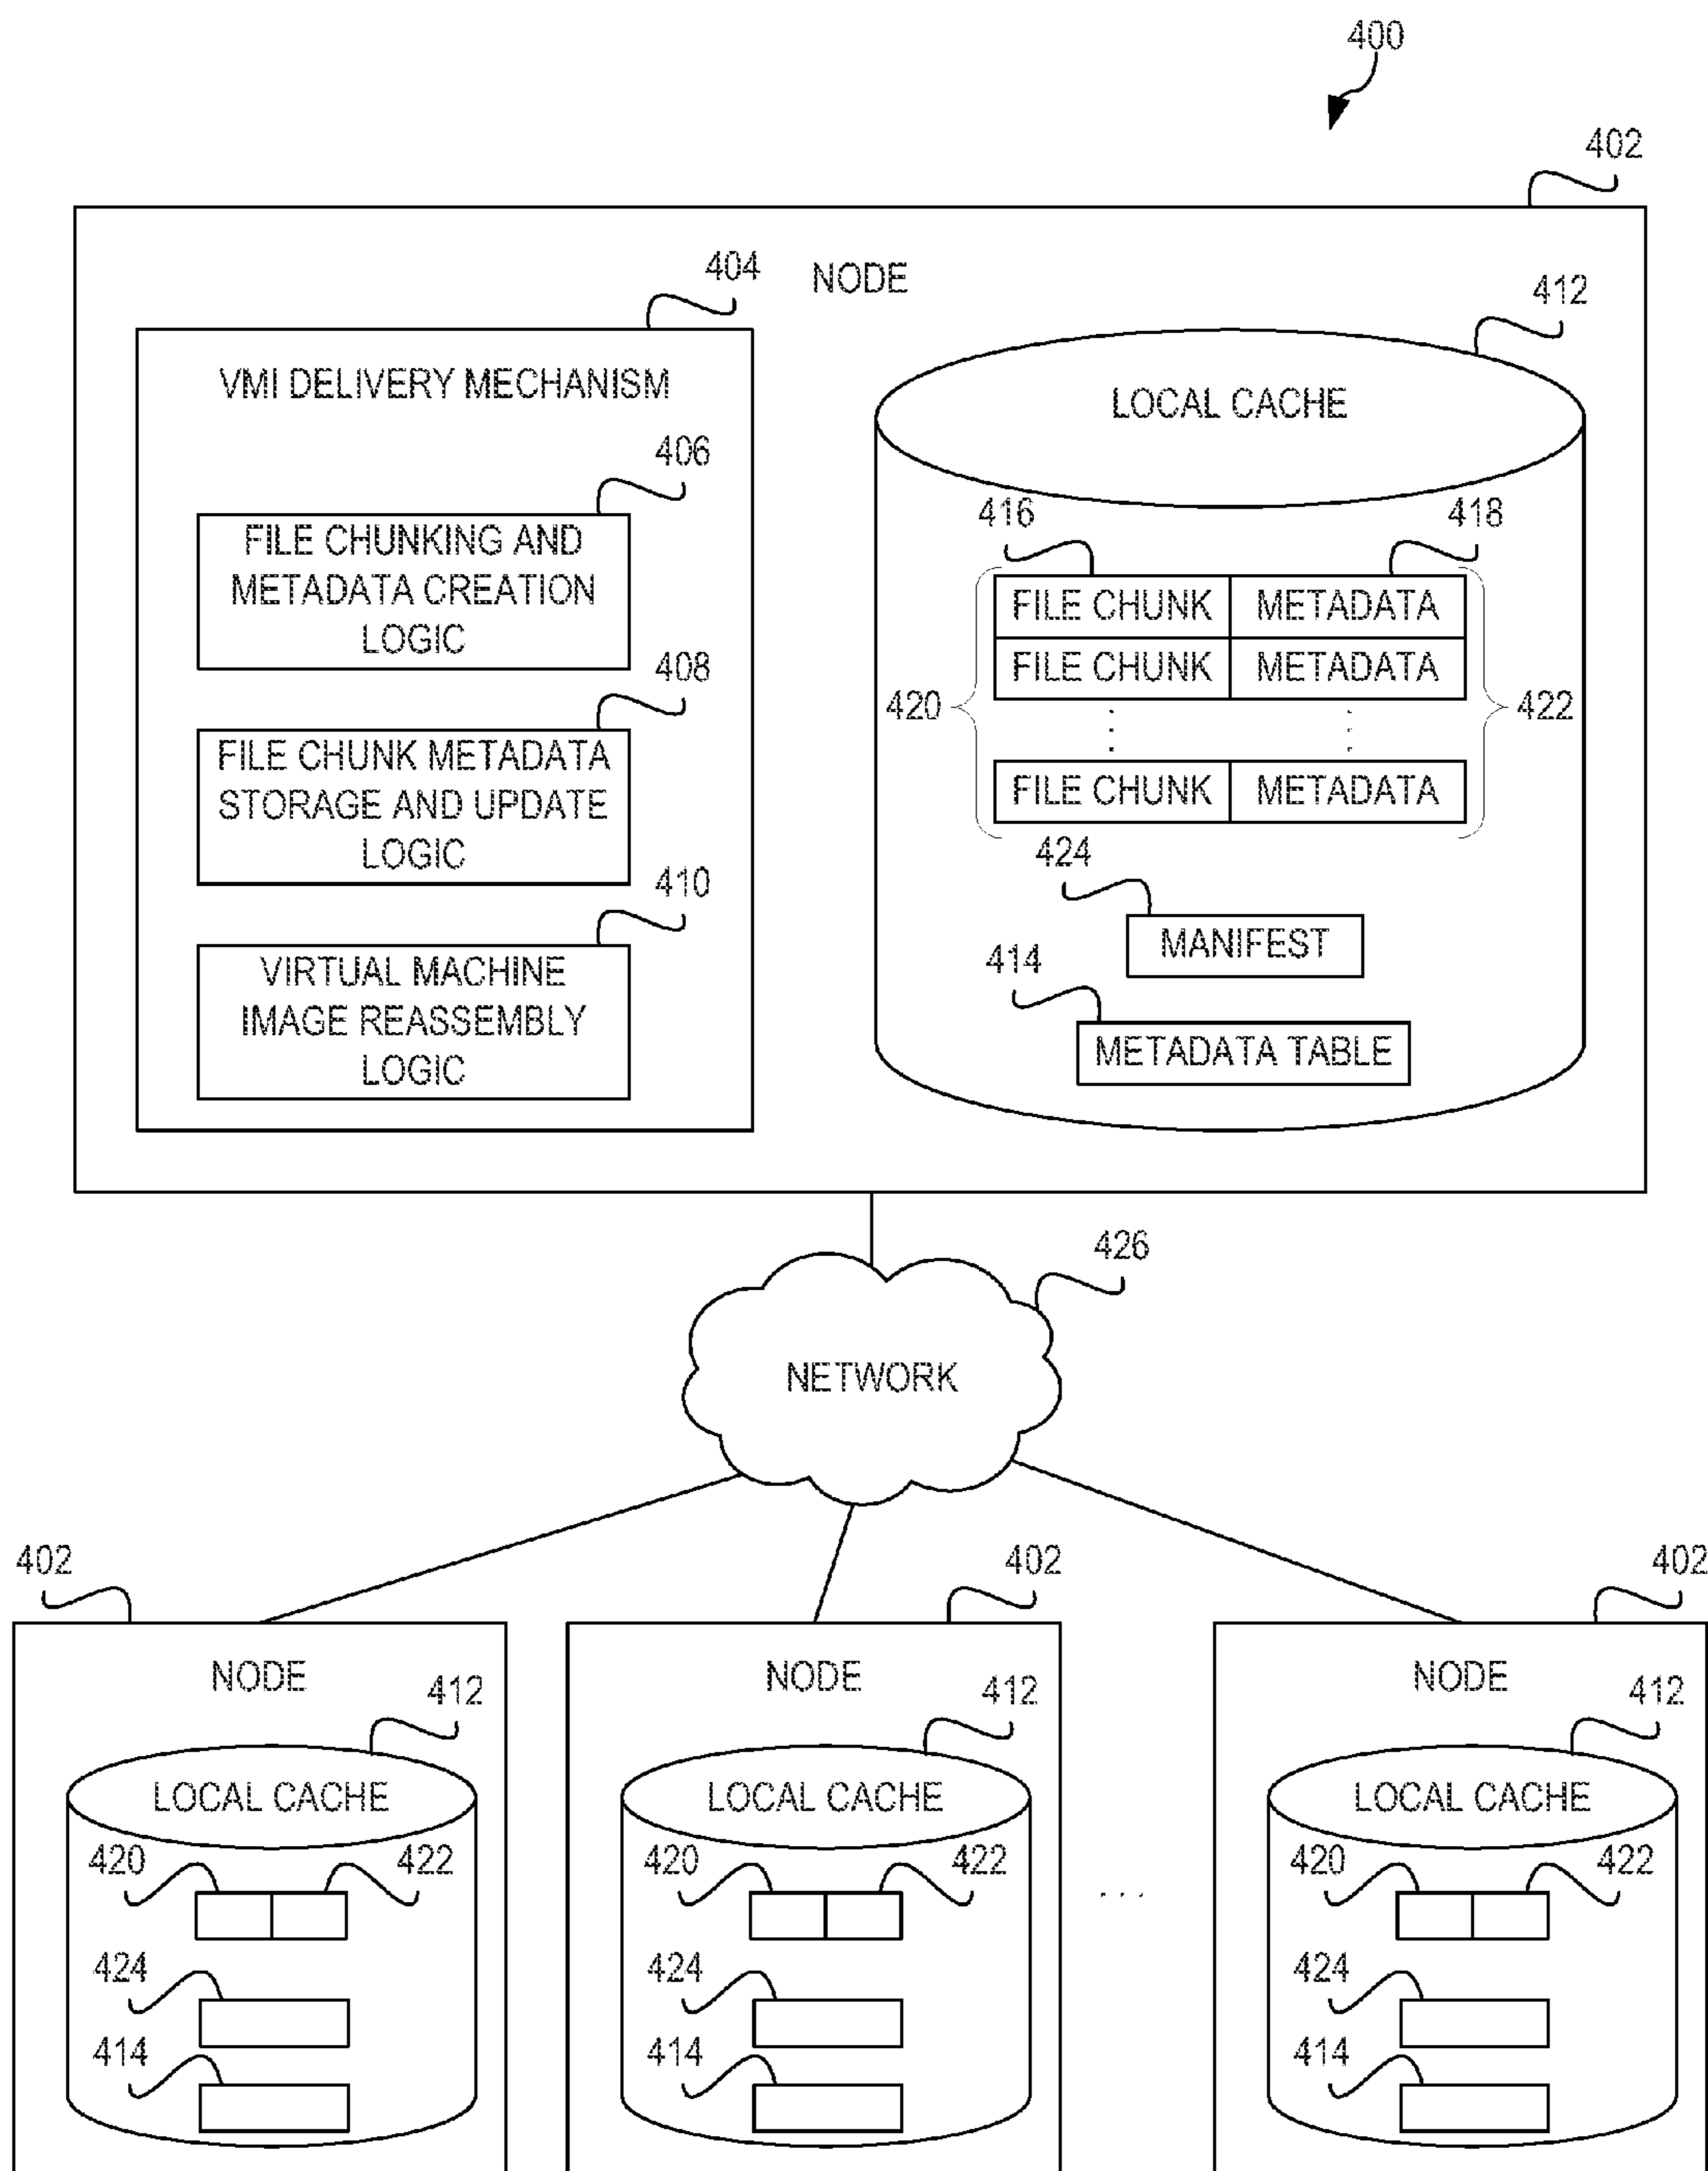 400
402
404
NODE
412
VMI DELIVERY MECHANISM
LOCAL CACHE
406
FILE CHUNKING AND
METADATA CREATION
LOGIC
408
FILE CHUNK METADATA
STORAGE AND UPDATE
LOGIC
410
VIRTUAL MACHINE
IMAGE REASSEMBLY
LOGIC
416
418
FILE CHUNK METADATA
FILE CHUNK METADATA
420
422
FILE CHUNK METADATA
424
MANIFEST
414
METADATA TABLE
426
NETWORK
402
NODE
412
LOCAL CACHE
420
422
424
414
402
NODE
412
LOCAL CACHE
420
422
424
414
...
402
NODE
412
LOCAL CACHE
420
422
424
414